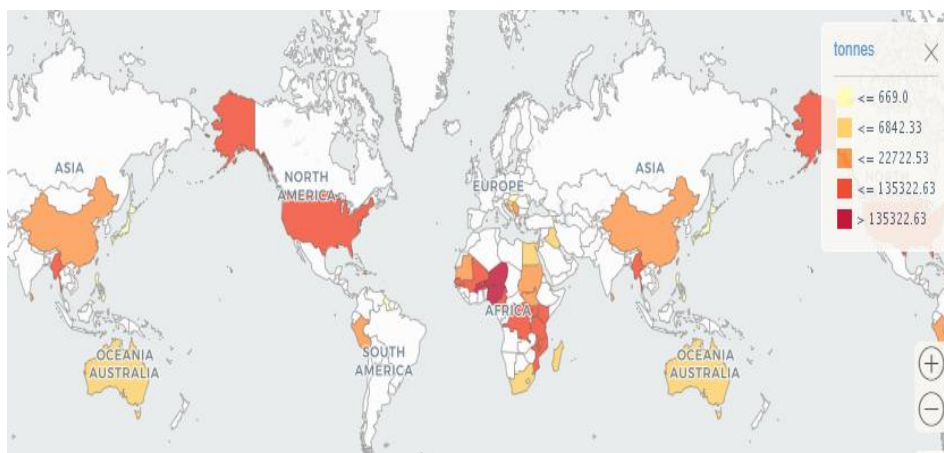 tonnes
<= 669.0
<= 6842.33
<= 22722.53
<= 135322.63
> 135322.63
ASIA
NORTH
AMERICA
EUROPE
ASIA
AFRICA
OCEANIA
AUSTRALIA
SOUTH
AMERICA
OCEANIA
AUSTRALIA